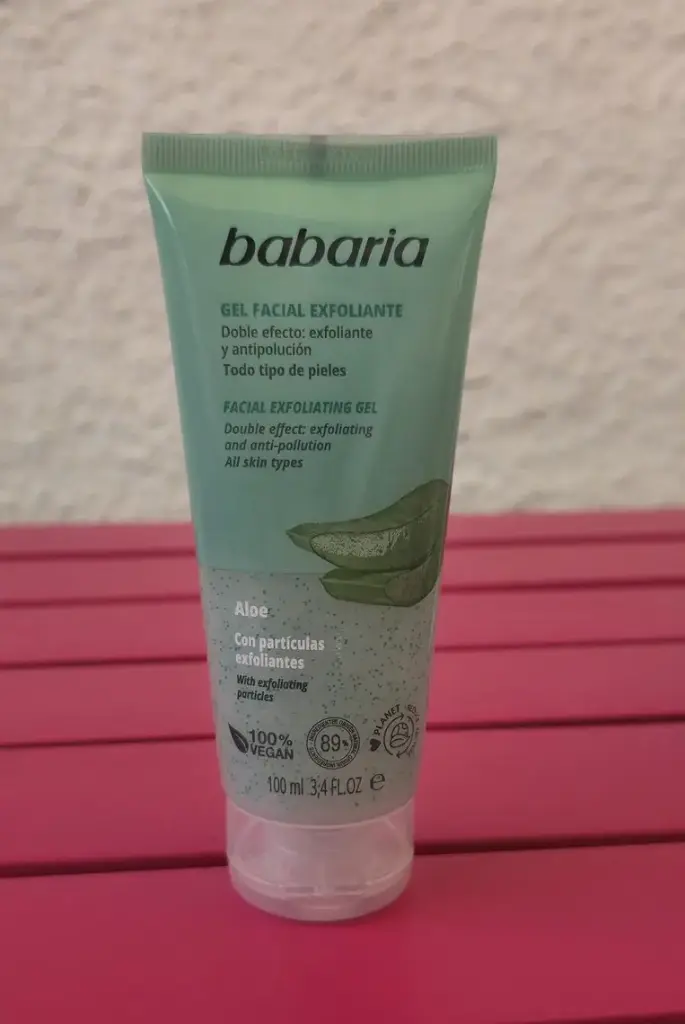 babaria
GEL FACIAL EXFOLIANTE
Doble efecto: exfoliante
y antipolución
Todo tipo de pieles
FACIAL EXFOLIATING GEL
Double effect: exfoliating
and anti-pollution
All skin types
Aloe
Con partículas
exfoliantes
With exfoliating
particles
100%
VEGAN
89
PLANET
100 ml 3,4 FL.OZ e